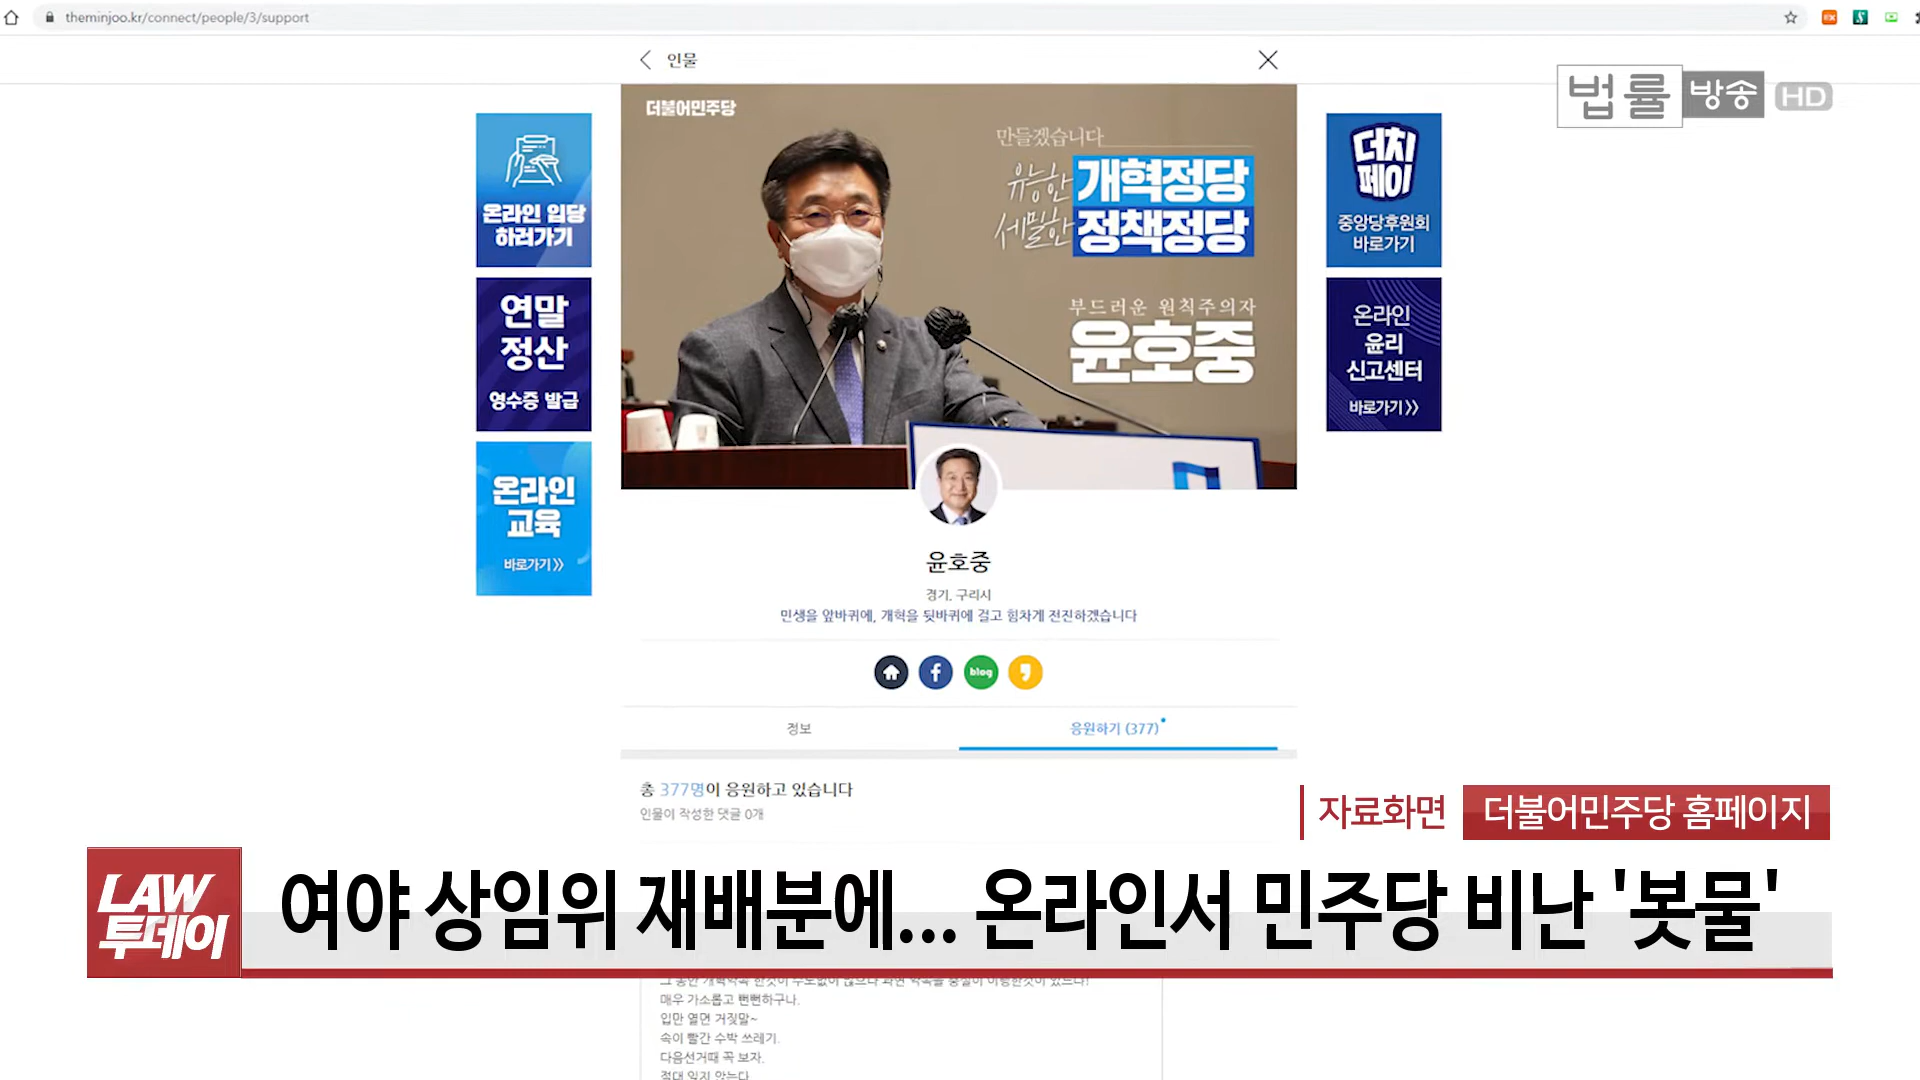 theminjoo.kr/connect/people/3/support
인물
법률방송 HD
더불어민주당
만들겠습니다
유능한 개혁정당
세밀한 정책정당
부드러운 원칙주의자
윤호중
온라인 입당
하러가기
연말
정산
영수증 발급
온라인
교육
바로가기 》
더치
페이
중앙당후원회
바로가기
온라인
윤리
신고센터
바로가기 》
윤호중
경기, 구리시
민생을 앞바퀴에, 개혁을 뒷바퀴에 걸고 힘차게 전진하겠습니다
blog
정보
응원하기 (377)
총 377명이 응원하고 있습니다
인물이 작성한 댓글 0개
자료화면
더불어민주당 홈페이지
LAW
투데이
여야 상임위 재배분에... 온라인서 민주당 비난 '봇물'
매우 가소롭고 뻔뻔하구나.
입만 열면 거짓말~
속이 빨간 수박 쓰레기.
다음선거때 꼭 보자.
절대 잊지 않는다